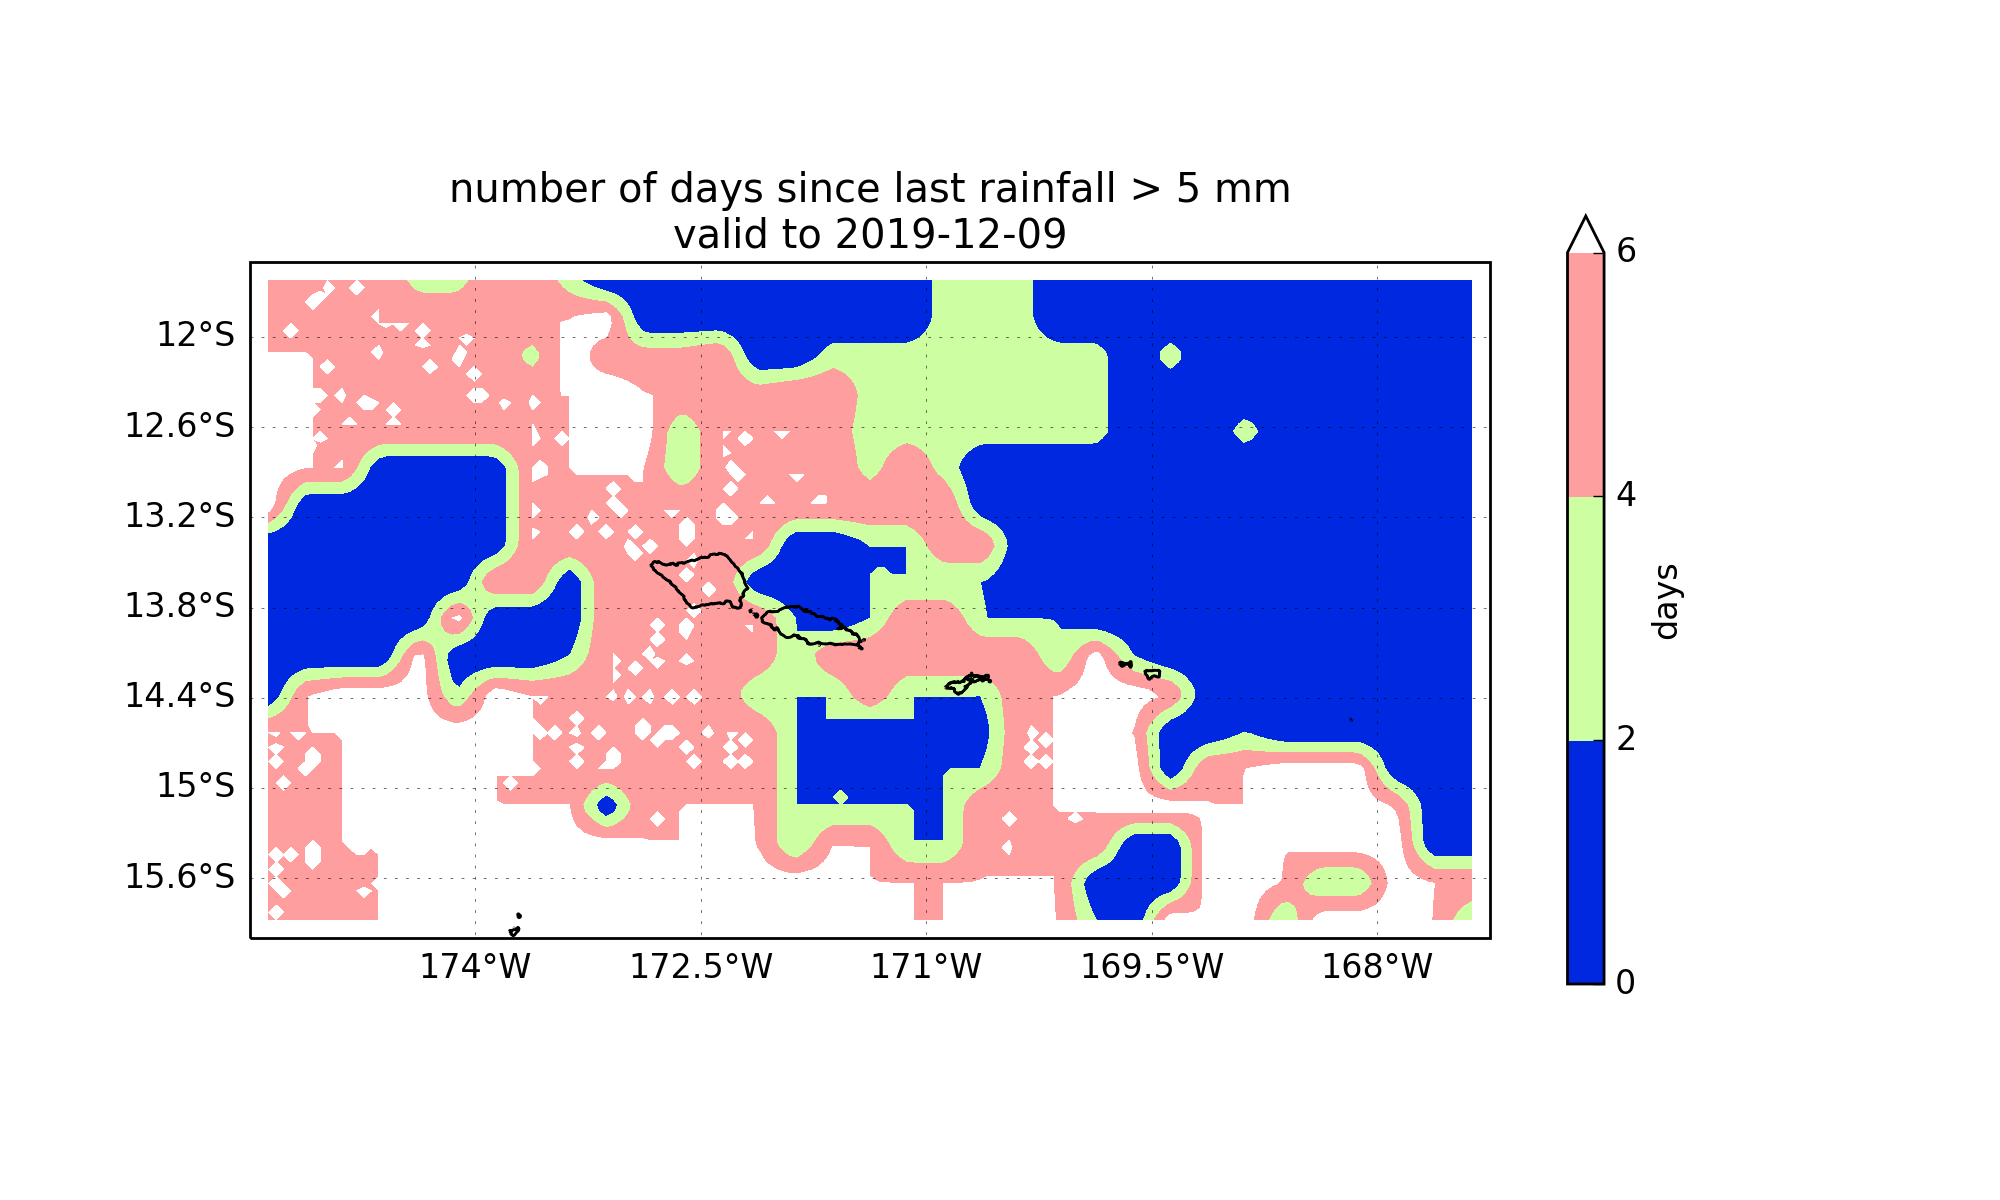 number of days since last rainfall > 5 mm
valid to 2019-12-09
12°S
12.6°S
13.2°S
13.8°S
14.4°S
15°S
15.6°S
174°W
172.5°W
171°W
169.5°W
168°W
6
4
2
0
days